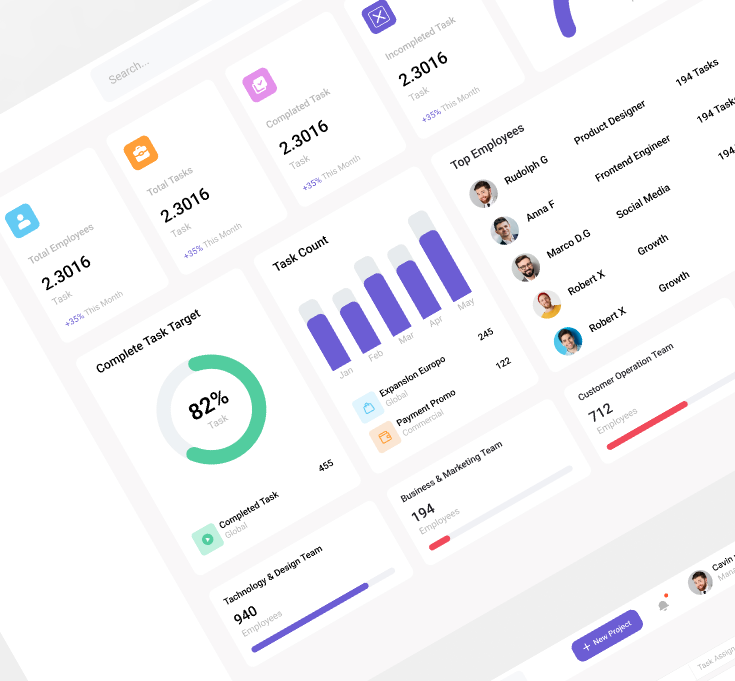 Search...
Total Employees
2.3016
Task
+35% This Month
Total Tasks
2.3016
Task
+35% This Month
Complated Task
2.3016
Task
+35% This Month
Incompleted Task
2.3016
Task
+35% This Month
Complete Task Target
82%
Task
Completed Task
Global
455
Task Count
Jan
Feb
Mar
Apr
May
Expansion Europo
Global
245
Payment Promo
Commercial
122
Top Employees
Rudolph G
Product Designer
194 Tasks
Anna F
Frontend Engineer
194 Tasks
Marco D.G
Social Media
194
Robert X
Growth
Robert X
Growth
Tachnology & Design Team
940
Employees
Business & Marketing Team
194
Employees
Customer Operation Team
712
Employees
+ New Project
Cavin
Mana
Task Assign